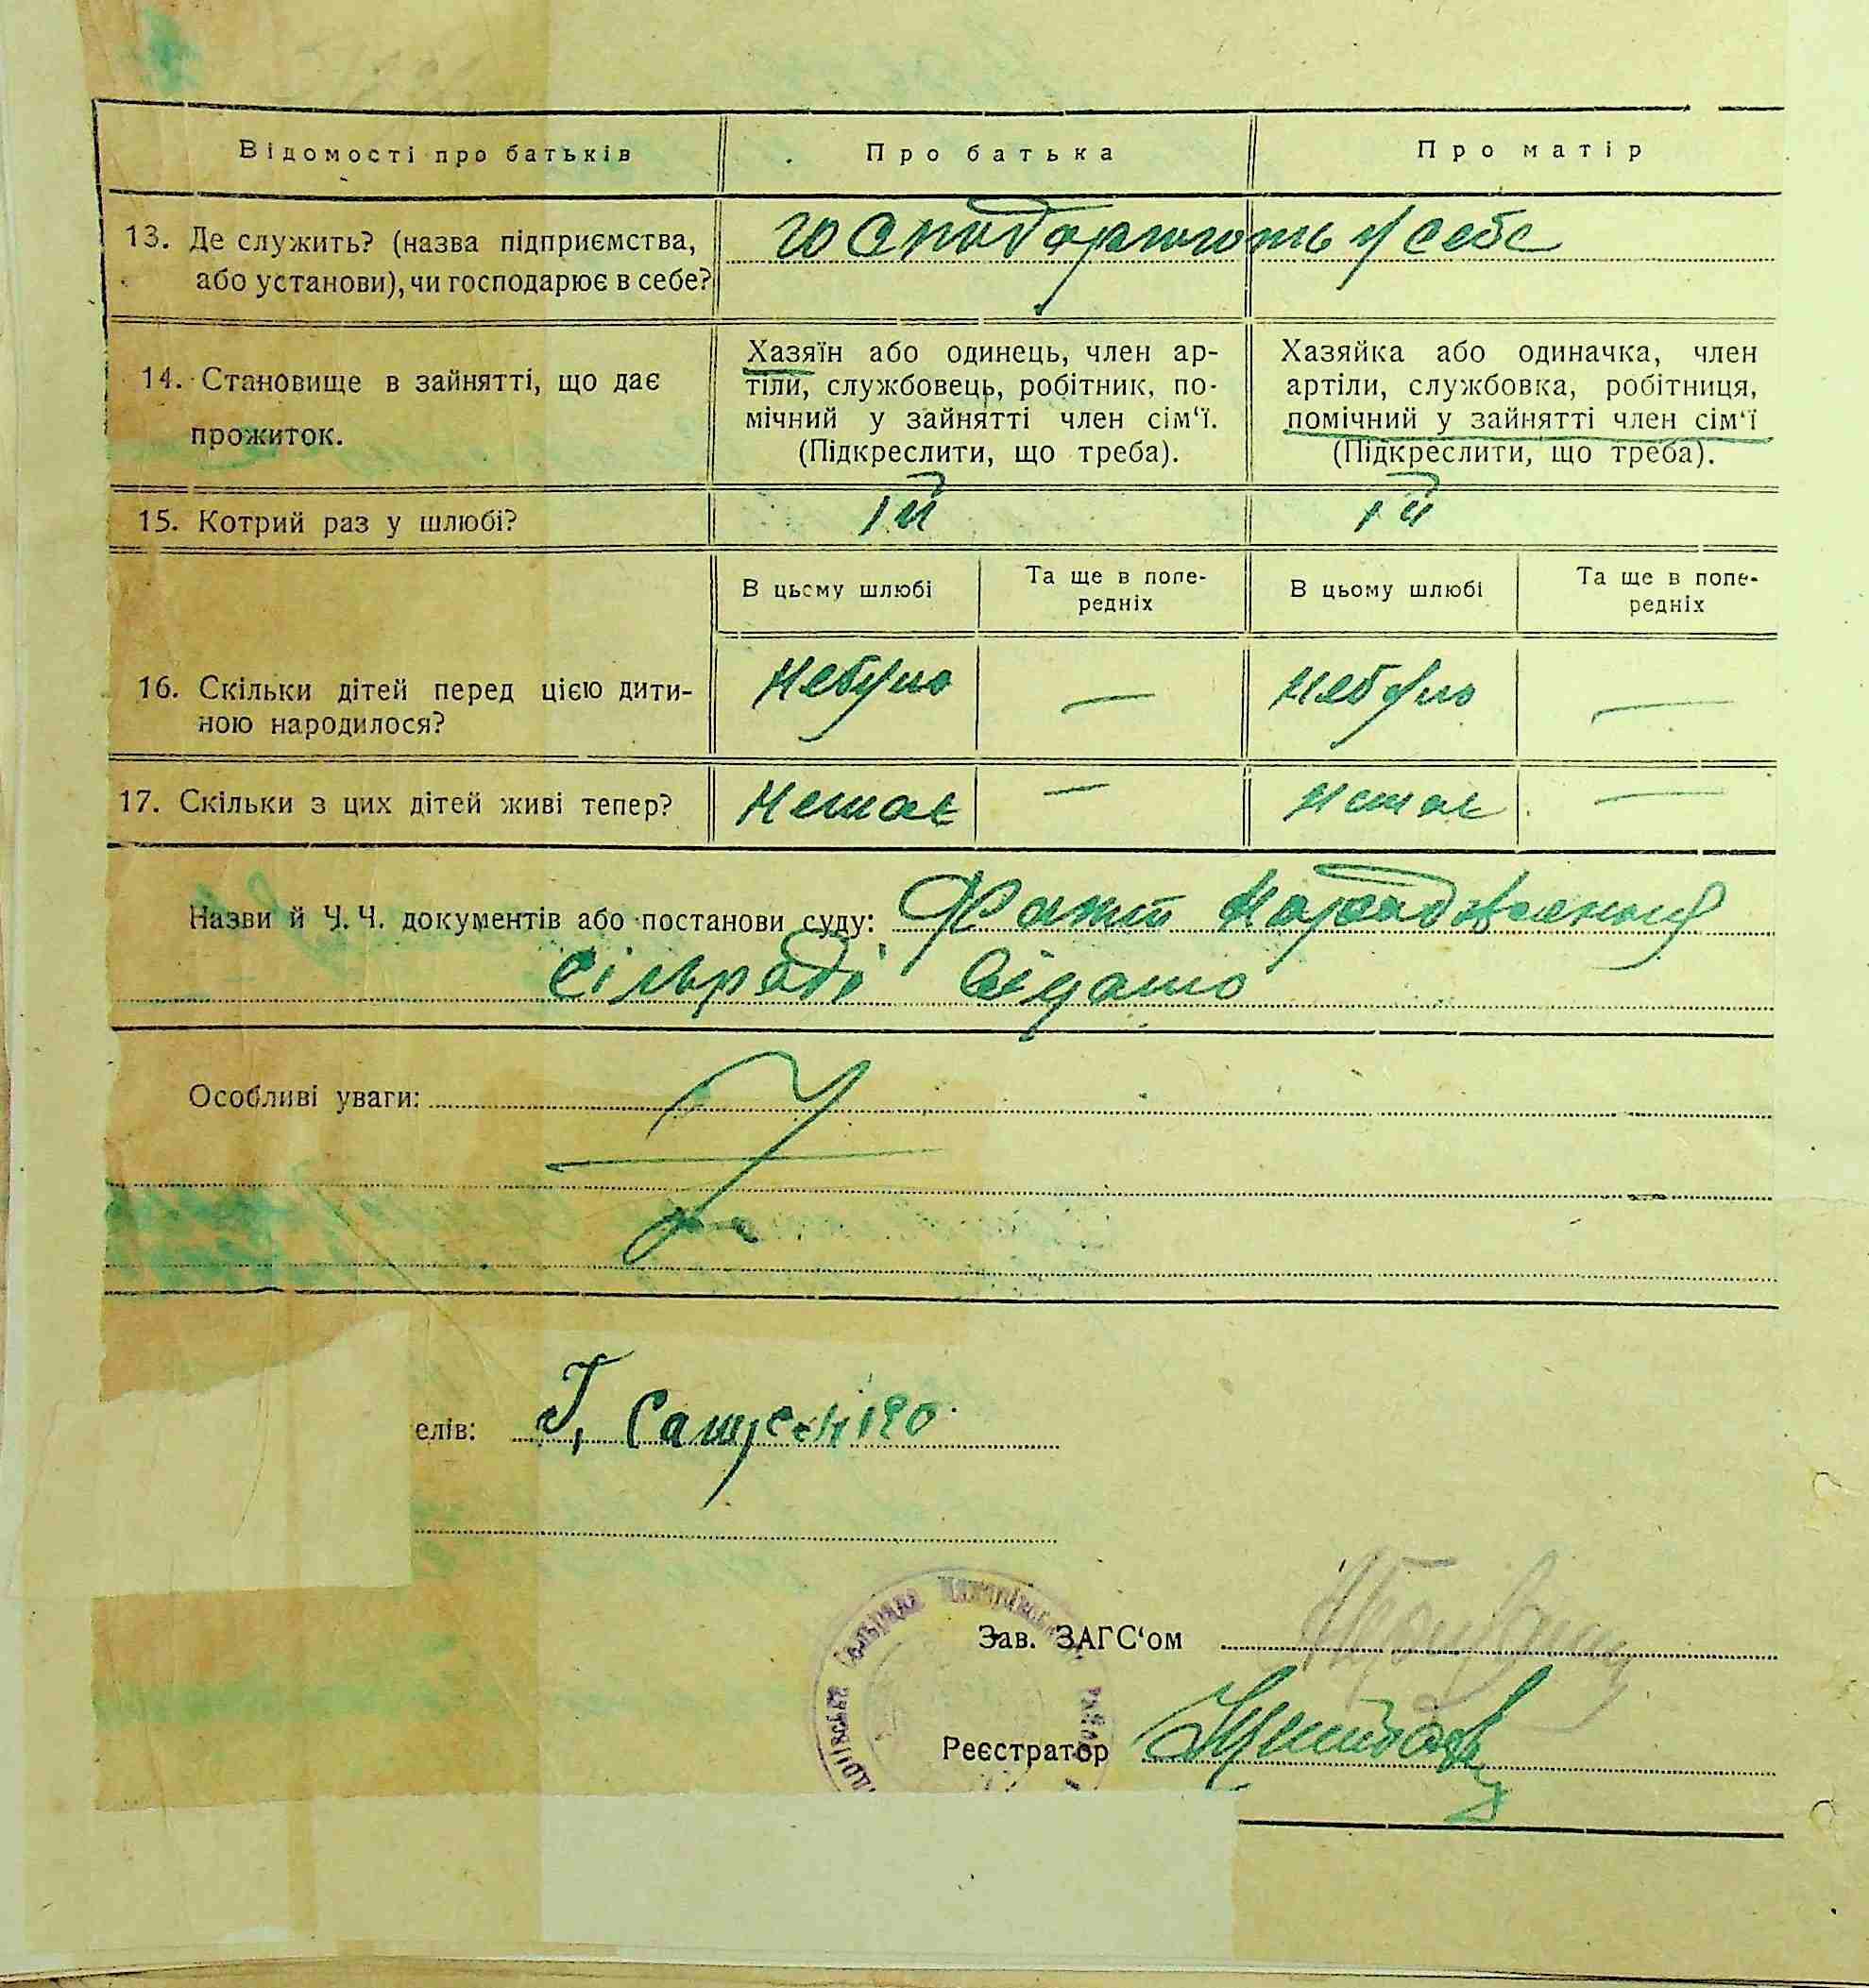 Відомості про батьків
Про батька
Про матір
13. Де служить? (назва підприємства,
або установи), чи господарює в себе?
господарюють у себе
14. Становище в зайнятті, що дає
прожиток.
Хазяїн або одинець, член ар-
тіли, службовець, робітник, по-
мічний у зайнятті член сім‘ї.
(Підкреслити, що треба).
Хазяйка або одиначка, член
артіли, службовка, робітниця,
помічний у зайнятті член сім‘ї
(Підкреслити, що треба).
15. Котрий раз у шлюбі?
1й
1й
В цьому шлюбі
Та ще в попе-
редніх
В цьому шлюбі
Та ще в попе-
редніх
16. Скільки дітей перед цією дити-
ною народилося?
Небуло —
Небуло —
17. Скільки з цих дітей живі тепер?
Немає —
Немає —
Назви й Ч. Ч. документів або постанови суду: Факт народження
сільраді відомо
Особливі уваги:
елів: І, Сащенко
Сільрада
Зав. ЗАГС‘ом
Реєстратор